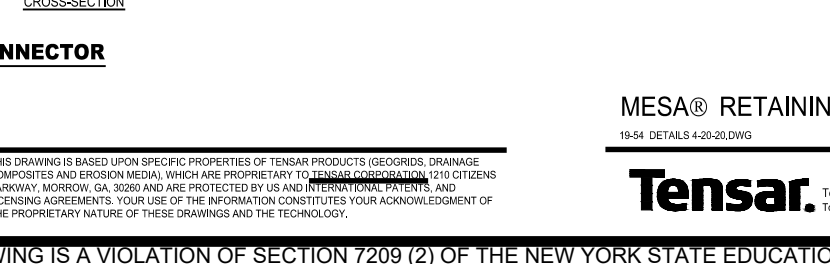 CROSS-SECTION
NNECTOR
MESA® RETAININ
19-54 DETAILS 4-20-20.DWG
HIS DRAWING IS BASED UPON SPECIFIC PROPERTIES OF TENSAR PRODUCTS (GEOGRIDS, DRAINAGE
OMPOSITES AND EROSION MEDIA), WHICH ARE PROPRIETARY TO TENSAR CORPORATION 1210 CITIZENS
ARKWAY, MORROW, GA, 30260 AND ARE PROTECTED BY US AND INTERNATIONAL PATENTS, AND
CENSING AGREEMENTS. YOUR USE OF THE INFORMATION CONSTITUTES YOUR ACKNOWLEDGMENT OF
HE PROPRIETARY NATURE OF THESE DRAWINGS AND THE TECHNOLOGY.
Tensar.
WING IS A VIOLATION OF SECTION 7209 (2) OF THE NEW YORK STATE EDUCATIO